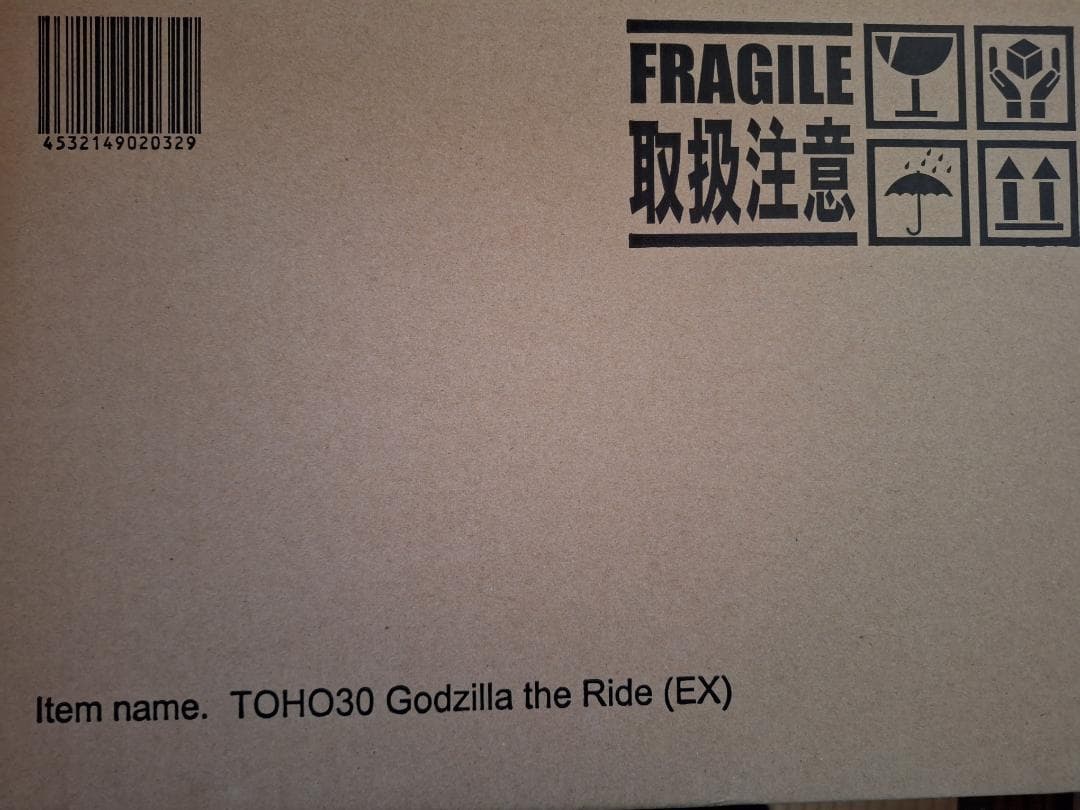 4532149020329
FRAGILE
取扱注意
Item name. TOHO30 Godzilla the Ride (EX)